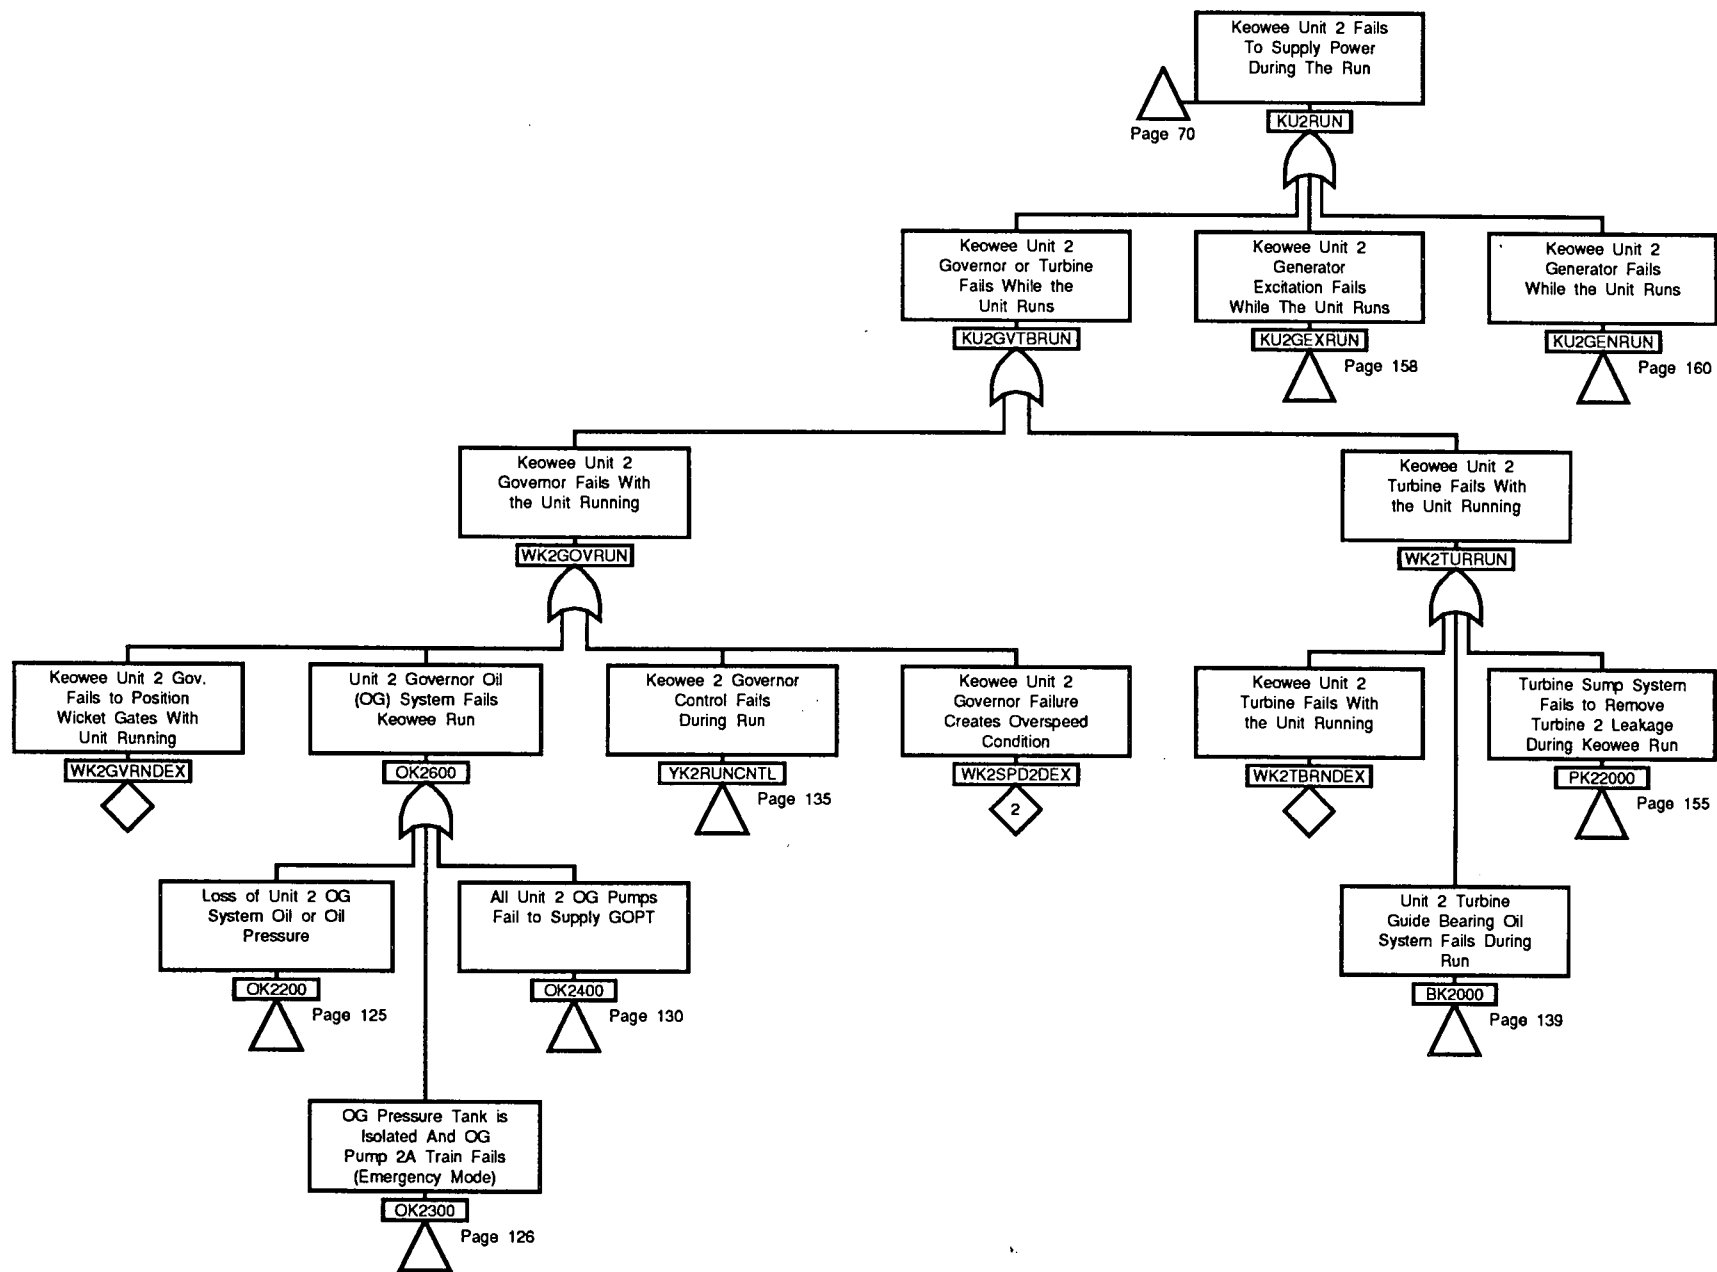 Keowee Unit 2 Fails
To Supply Power
During The Run
Page 70
KU2RUN
Keowee Unit 2
Governor or Turbine
Fails While the
Unit Runs
KU2GVTBRUN
Keowee Unit 2
Generator
Excitation Fails
While The Unit Runs
KU2GEXRUN
Page 158
Keowee Unit 2
Generator Fails
While the Unit Runs
KU2GENRUN
Page 160
Keowee Unit 2
Governor Fails With
the Unit Running
WK2GOVRUN
Keowee Unit 2
Turbine Fails With
the Unit Running
WK2TURRUN
Keowee Unit 2 Gov.
Fails to Position
Wicket Gates With
Unit Running
WK2GVRNDEX
Unit 2 Governor Oil
(OG) System Fails
Keowee Run
OK2600
Keowee 2 Governor
Control Fails
During Run
YK2RUNCNTL
Page 135
Keowee Unit 2
Governor Failure
Creates Overspeed
Condition
WK2SPD2DEX
2
Keowee Unit 2
Turbine Fails With
the Unit Running
WK2TBRNDEX
Turbine Sump System
Fails to Remove
Turbine 2 Leakage
During Keowee Run
PK22000
Page 155
Loss of Unit 2 OG
System Oil or Oil
Pressure
OK2200
Page 125
All Unit 2 OG Pumps
Fail to Supply GOPT
OK2400
Page 130
Unit 2 Turbine
Guide Bearing Oil
System Fails During
Run
BK2000
Page 139
OG Pressure Tank is
Isolated And OG
Pump 2A Train Fails
(Emergency Mode)
OK2300
Page 126